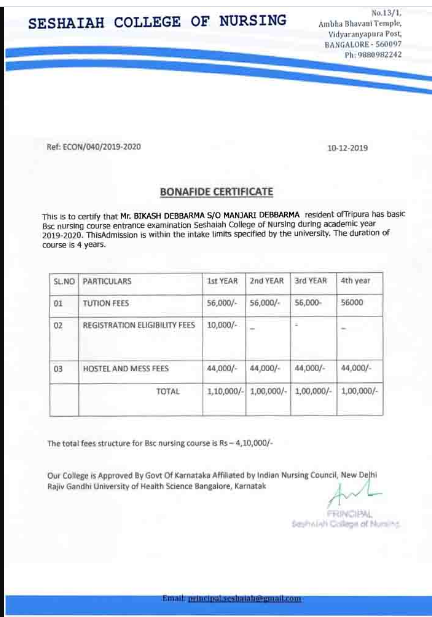 SESHAIAH COLLEGE OF NURSING
No.13/1,
Ambha Bhavani Temple,
Vidyaranyapura Post,
BANGALORE - 560097
Ph: 9880982242
Ref: ECON/040/2019-2020
10-12-2019
BONAFIDE CERTIFICATE
This is to certify that Mr. BIKASH DEBBARMA S/O MANJARI DEBBARMA resident ofTripura has basic
Bsc nursing course entrance examination Seshaiah College of Nursing during academic year
2019-2020. ThisAdmission is within the intake limits specified by the university. The duration of
course is 4 years.
SL.NO PARTICULARS 1st YEAR 2nd YEAR 3rd YEAR 4th year
01 TUTION FEES 56,000/- 56,000/- 56,000- 56000
02 REGISTRATION ELIGIBILITY FEES 10,000/- – - –
03 HOSTEL AND MESS FEES 44,000/- 44,000/- 44,000/- 44,000/-
TOTAL 1,10,000/- 1,00,000/- 1,00,000/- 1,00,000/-
The total fees structure for Bsc nursing course is Rs – 4,10,000/-
Our College is Approved By Govt Of Karnataka Affiliated by Indian Nursing Council, New Delhi
Rajiv Gandhi University of Health Science Bangalore, Karnatak
PRINCIPAL
Seshaiah College of Nursing
Email: principal.seshaiah@gmail.com